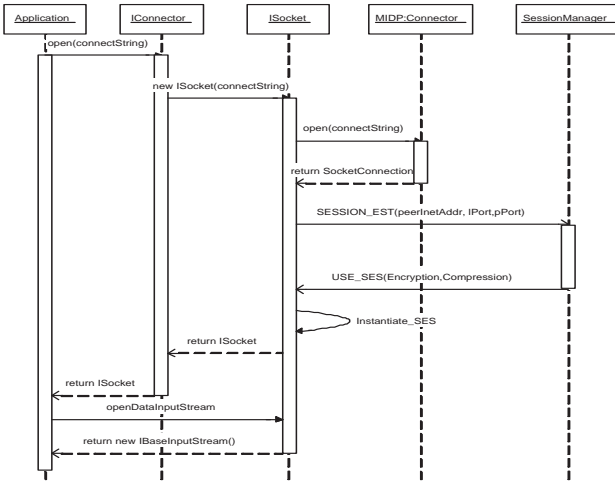 Application
IConnector
ISocket
MIDP:Connector
SessionManager
open(connectString)
new ISocket(connectString)
open(connectString)
return SocketConnection
SESSION_EST(peerInetAddr, lPort,pPort)
USE_SES(Encryption,Compression)
Instantiate_SES
return ISocket
return ISocket
openDataInputStream
return new IBaseInputStream()